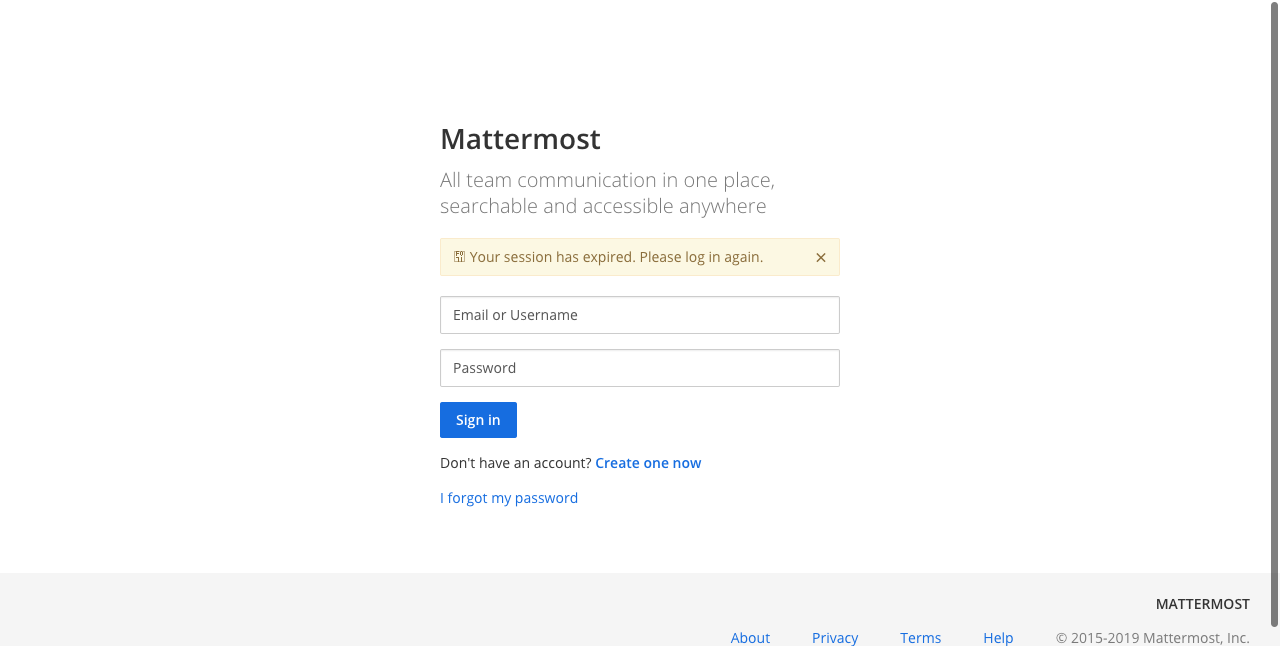 Mattermost
All team communication in one place,
searchable and accessible anywhere
Your session has expired. Please log in again.
×
Email or Username
Password
Sign in
Don't have an account? Create one now
I forgot my password
MATTERMOST
About Privacy Terms Help © 2015-2019 Mattermost, Inc.